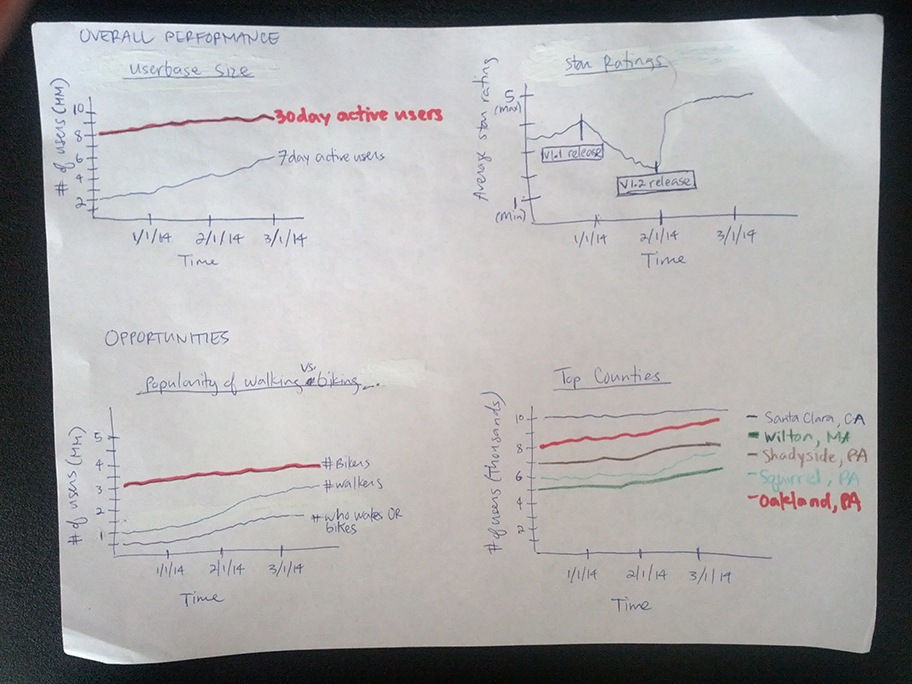 OVERALL PERFORMANCE
Userbase Size
# of users (MM)
10
8
6
4
2
30day active users
7day active users
1/1/14 2/1/14 3/1/14
Time
Star Ratings
Average star rating
5
(max)
1
(Min)
V1.1 release
V1.2 release
1/1/14 2/1/14 3/1/14
Time
OPPORTUNITIES
Popularity of walking vs. biking
# of users (MM)
5
4
3
2
1
# Bikers
# walkers
# who walks OR
bikes
1/1/14 2/1/14 3/1/14
Time
Top Counties
# of users (thousands)
10
8
6
4
2
Santa Clara, CA
Wilton, MA
Shadyside, PA
Squirrel, PA
Oakland, PA
1/1/14 2/1/14 3/1/14
Time